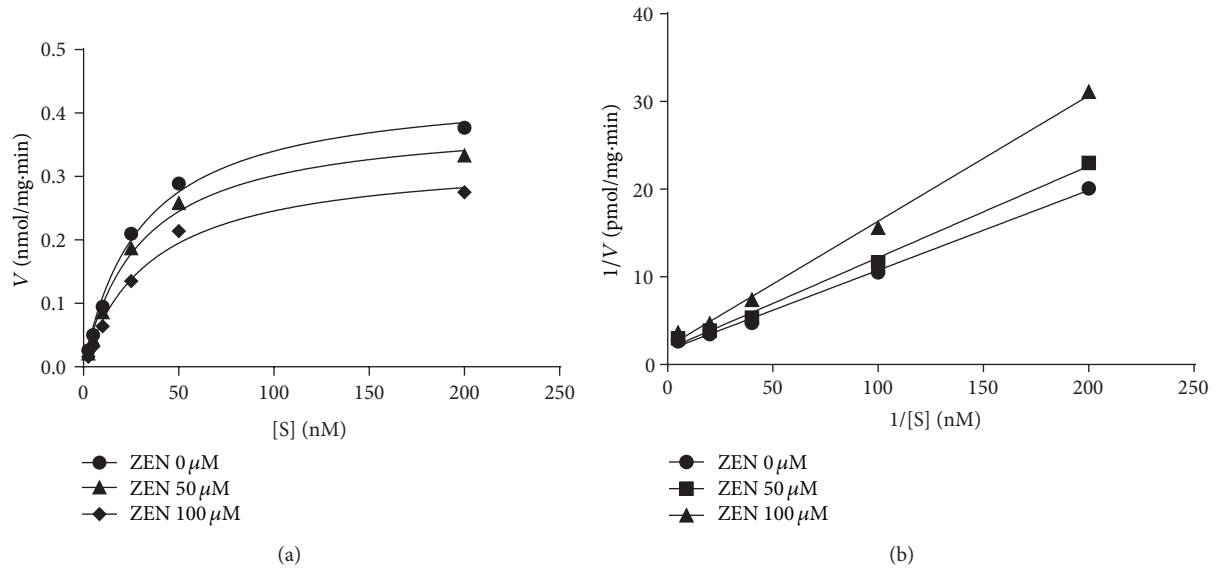 0.5
0.4
0.3
0.2
0.1
0.0
V (nmol/mg·min)
0 50 100 150 200 250
[S] (nM)
ZEN 0 μM
ZEN 50 μM
ZEN 100 μM
(a)
40
30
20
10
0
1/V (pmol/mg·min)
0 50 100 150 200 250
1/[S] (nM)
ZEN 0 μM
ZEN 50 μM
ZEN 100 μM
(b)